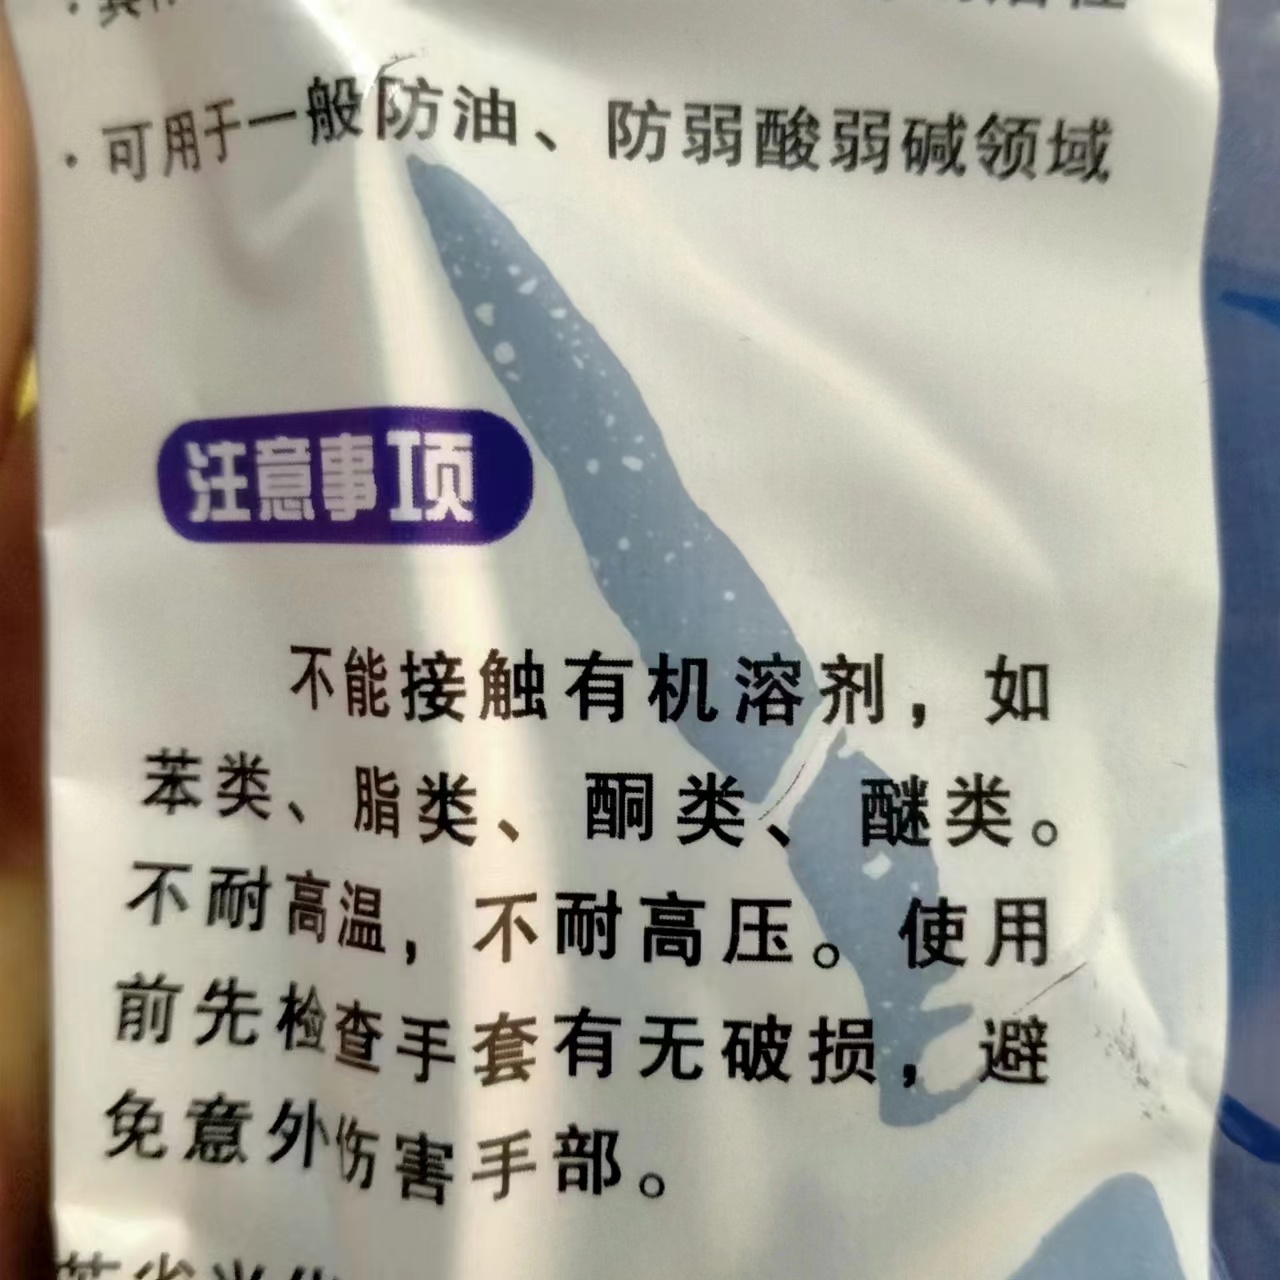 · 可用于一般防油、防弱酸弱碱领域
注意事项
不能接触有机溶剂，如
苯类、脂类、酮类、醚类。
不耐高温，不耐高压。使用
前先检查手套有无破损，避
免意外伤害手部。